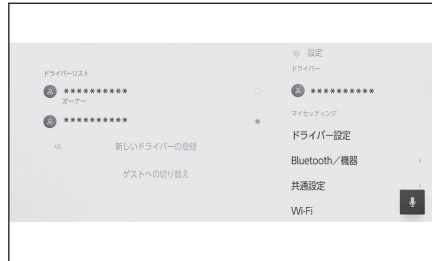 ドライバーリスト
**********
オーナー
**********
新しいドライバーの登録
ゲストへの切り替え
設定
ドライバー
**********
マイセッティング
ドライバー設定
Bluetooth／機器
共通設定
Wi-Fi